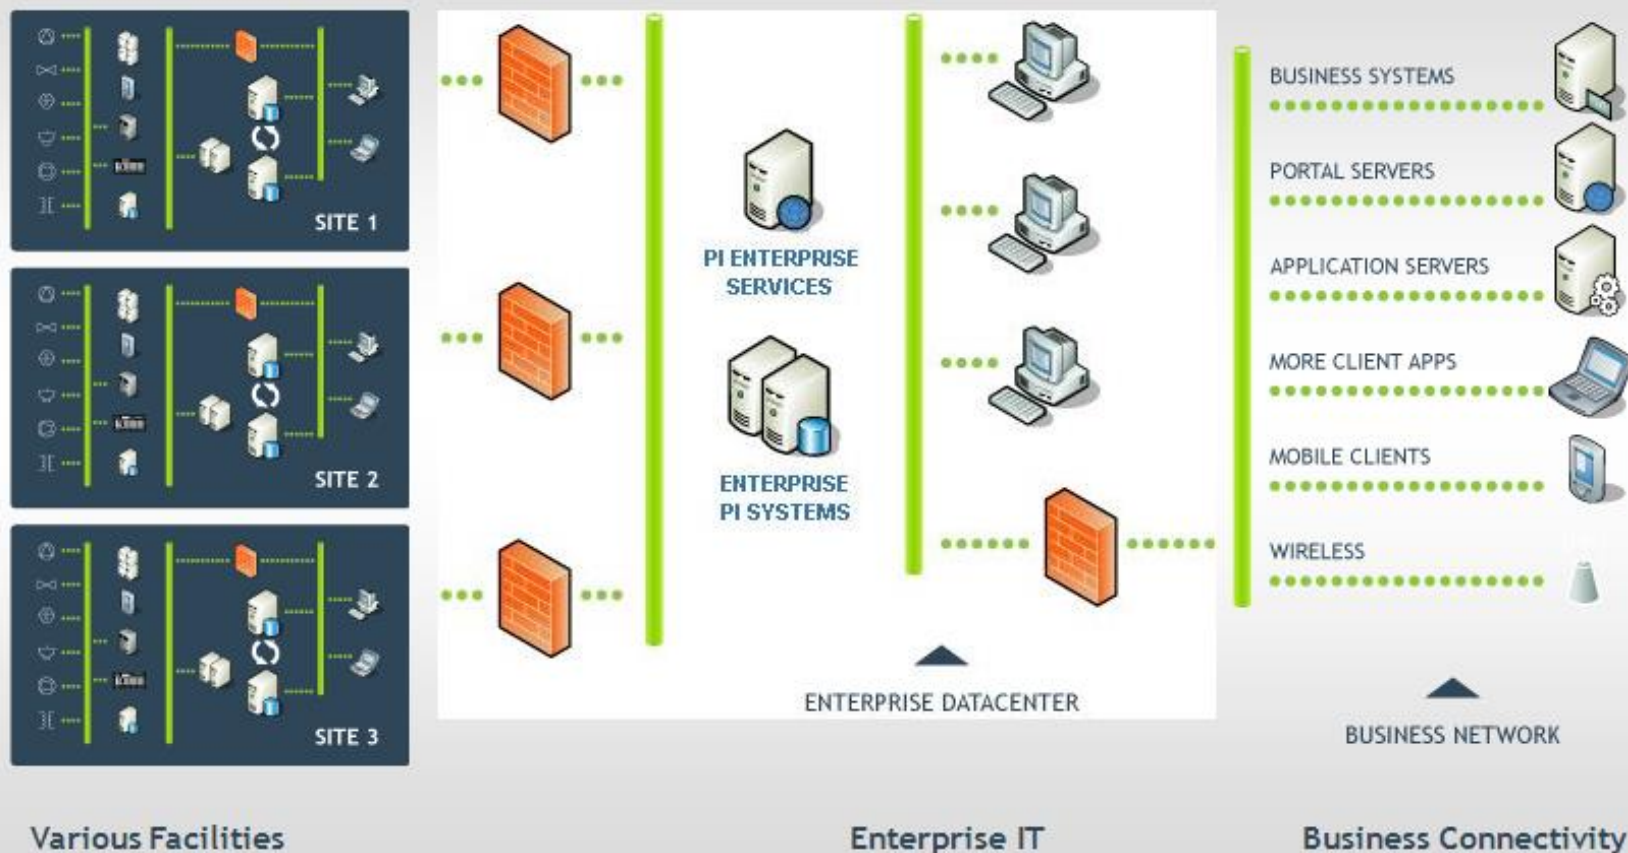 SITE 1
SITE 2
SITE 3
PI ENTERPRISE
SERVICES
ENTERPRISE
PI SYSTEMS
ENTERPRISE DATACENTER
BUSINESS SYSTEMS
PORTAL SERVERS
APPLICATION SERVERS
MORE CLIENT APPS
MOBILE CLIENTS
WIRELESS
BUSINESS NETWORK
Various Facilities
Enterprise IT
Business Connectivity